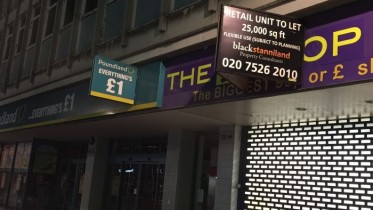 RETAIL UNIT TO LET
25,000 sq ft
FLEXIBLE USE (SUBJECT TO PLANNING)
blackstanniland
Property Consultants
020 7526 2010
Poundland
EVERYTHING'S
£1
Poundland ...EVERYTHING'S £1
THE OP
The BIGGEST or £ s